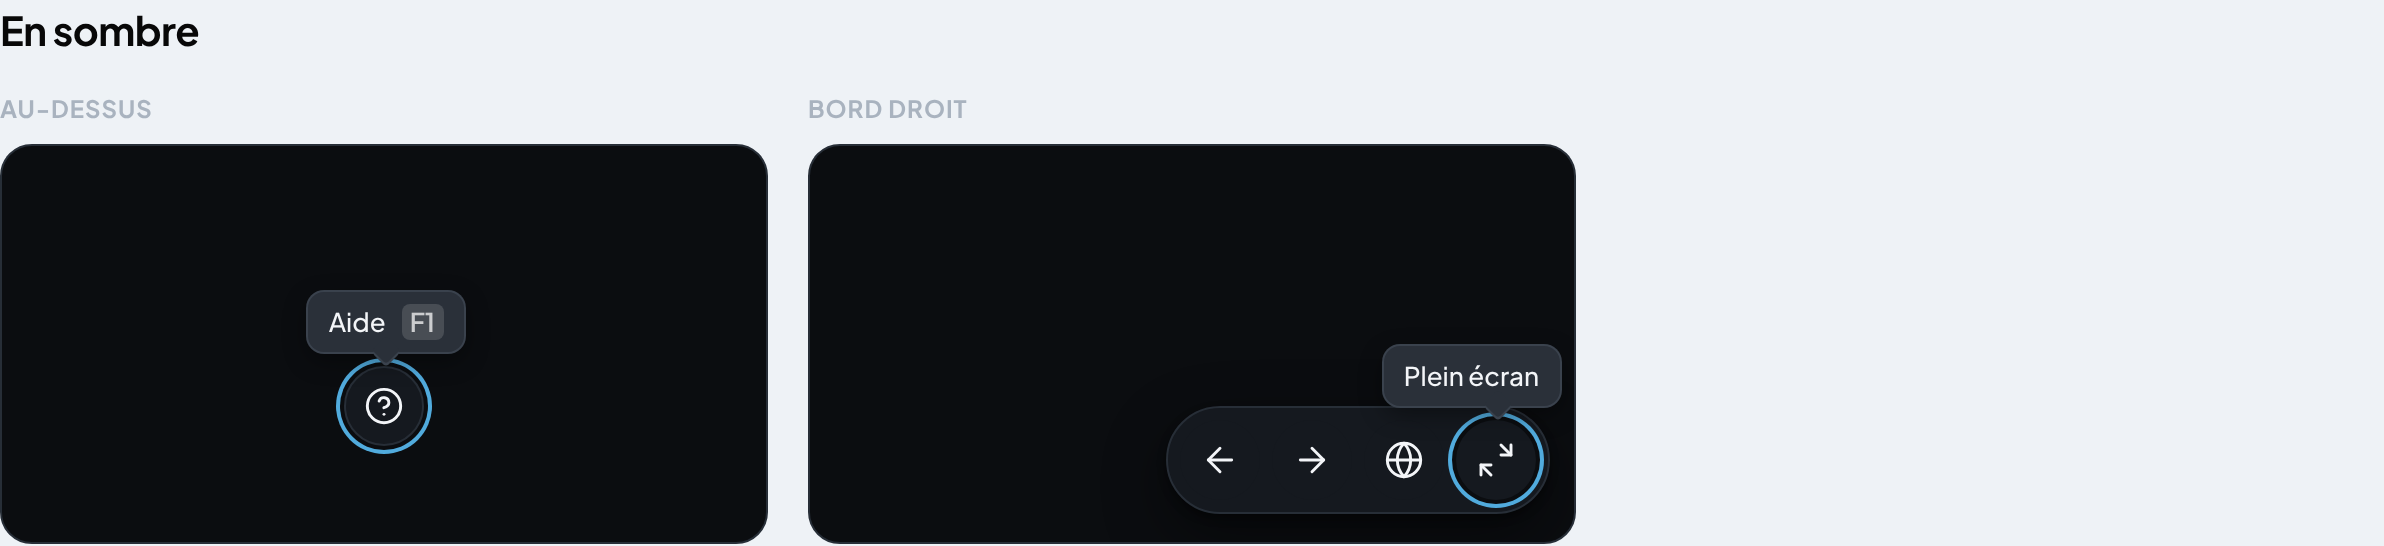 En sombre
AU-DESSUS
BORD DROIT
Aide F1
Plein écran